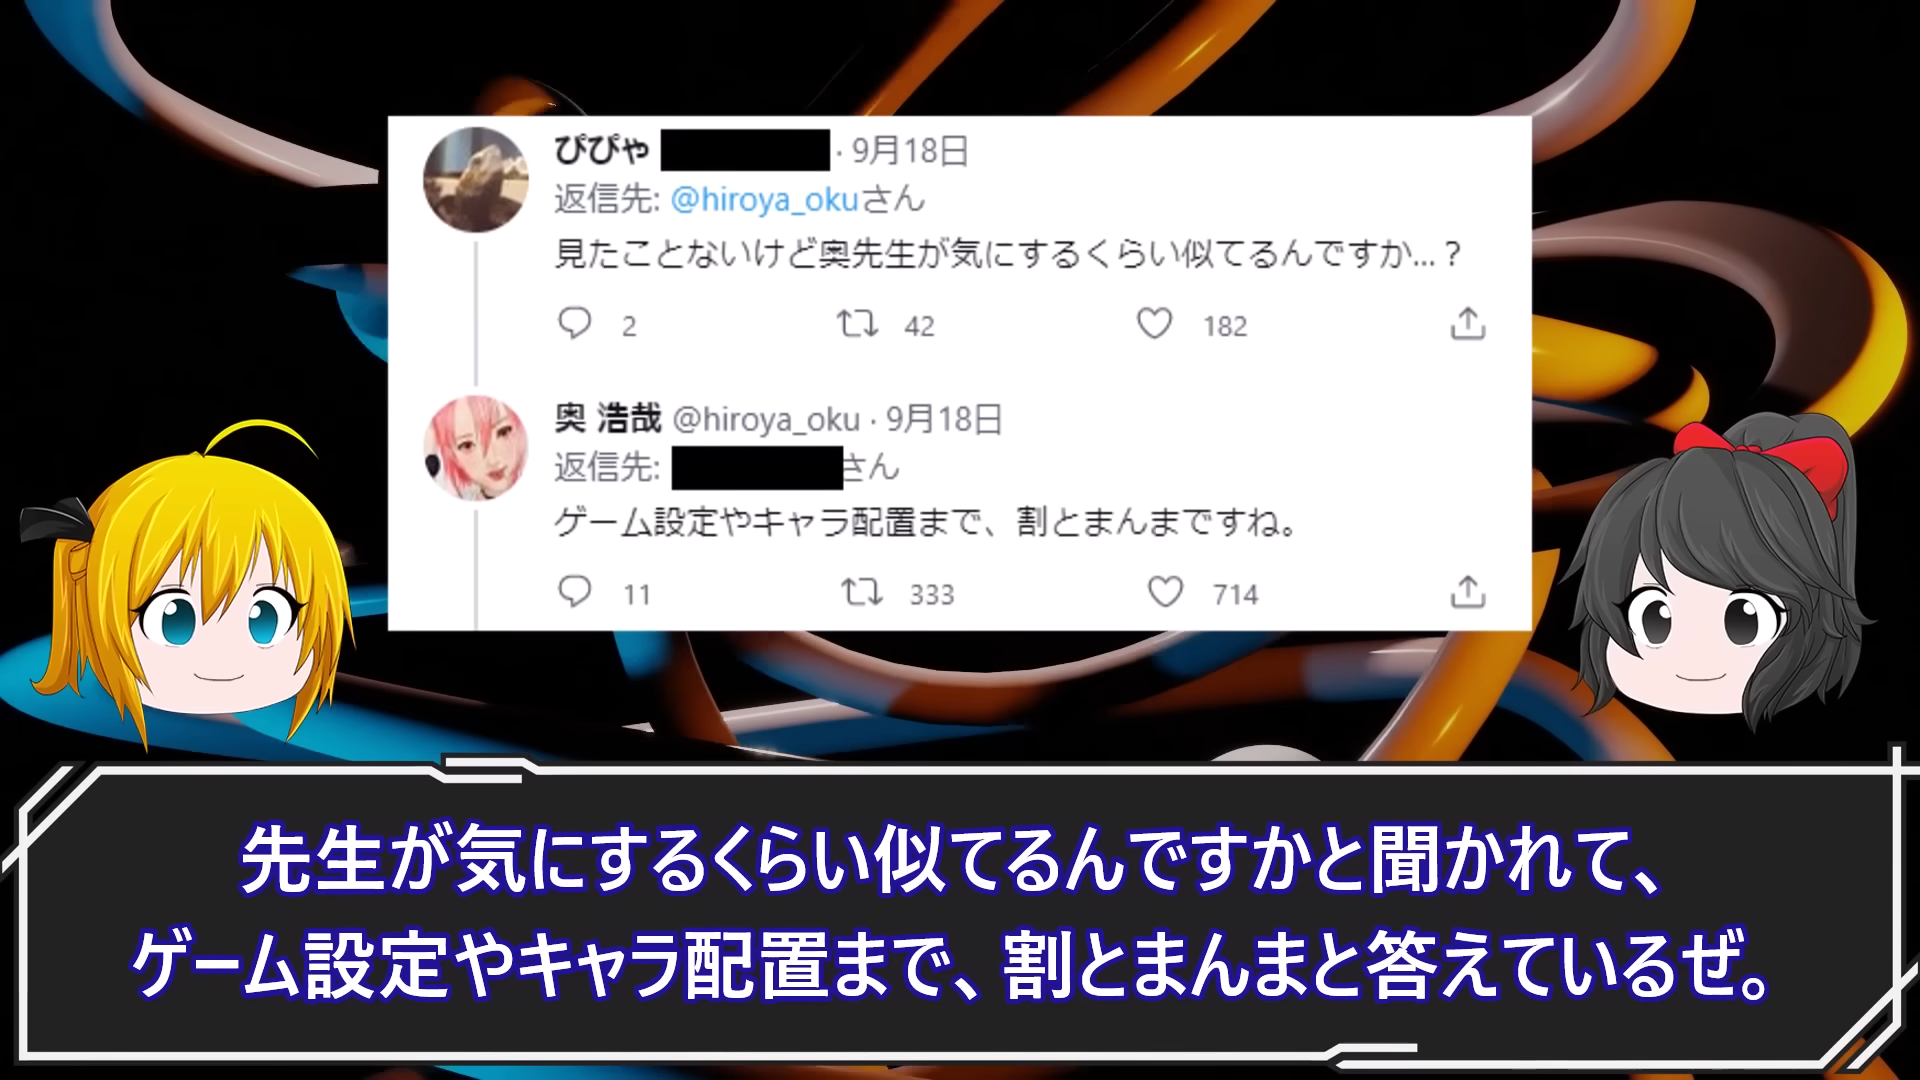 ぴぴゃ · 9月18日
返信先: @hiroya_okuさん
見たことないけど奥先生が気にするくらい似てるんですか...？
2 42 182
奥 浩哉 @hiroya_oku · 9月18日
返信先: さん
ゲーム設定やキャラ配置まで、割とまんまですね。
11 333 714
先生が気にするくらい似てるんですかと聞かれて、
ゲーム設定やキャラ配置まで、割とまんまと答えているぜ。